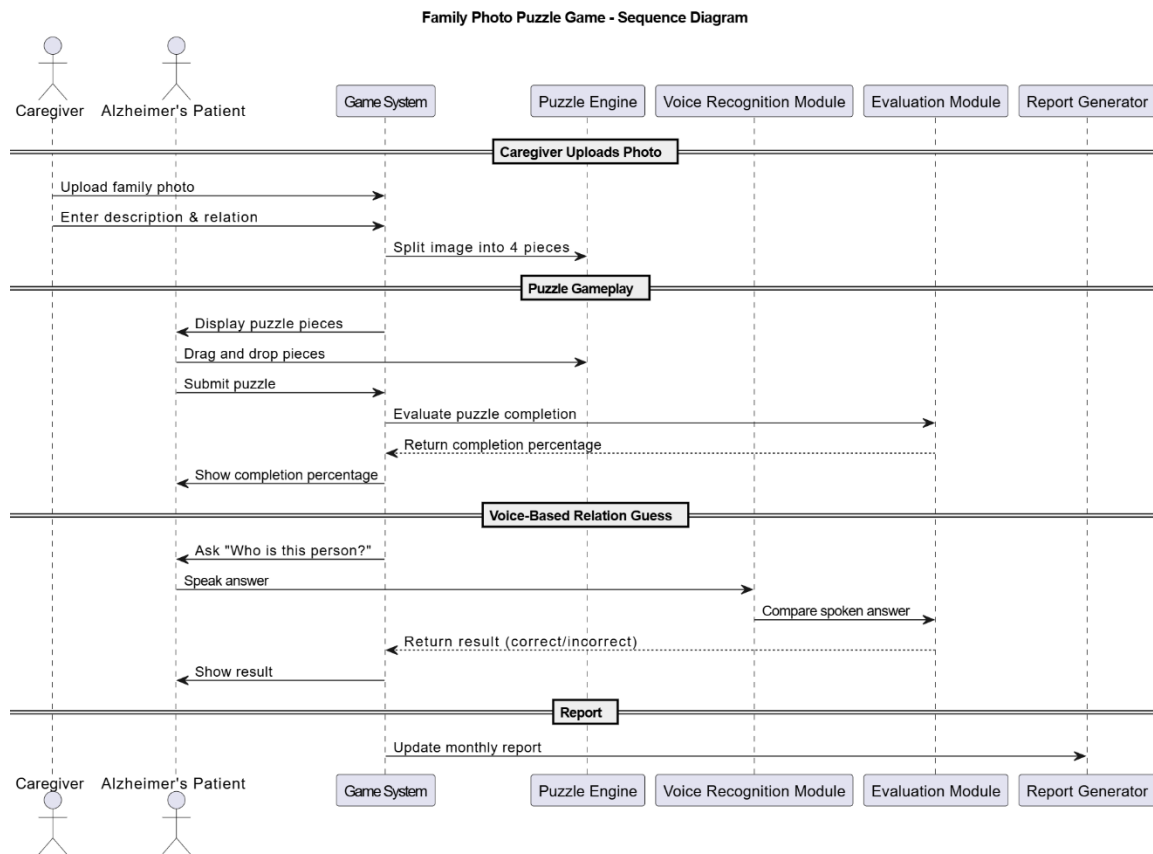 Family Photo Puzzle Game - Sequence Diagram
Caregiver
Alzheimer's Patient
Game System
Puzzle Engine
Voice Recognition Module
Evaluation Module
Report Generator
Caregiver Uploads Photo
Upload family photo
Enter description & relation
Split image into 4 pieces
Puzzle Gameplay
Display puzzle pieces
Drag and drop pieces
Submit puzzle
Evaluate puzzle completion
Return completion percentage
Show completion percentage
Voice-Based Relation Guess
Ask "Who is this person?"
Speak answer
Compare spoken answer
Return result (correct/incorrect)
Show result
Report
Update monthly report
Caregiver
Alzheimer's Patient
Game System
Puzzle Engine
Voice Recognition Module
Evaluation Module
Report Generator